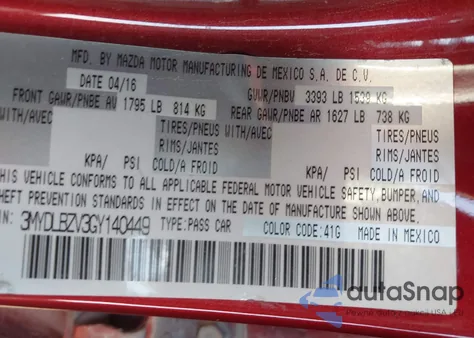 MFD. BY MAZDA MOTOR MANUFACTURING DE MEXICO S.A. DE C.V.
DATE 04/16 GVWR/PNBV 3393 LB 1539 KG
FRONT GAWR/PNBE AV 1795 LB 814 KG REAR GAWR/PNBE AR 1627 LB 738 KG
WITH/AVEC TIRES/PNEUS WITH/AVEC TIRES/PNEUS
RIMS/JANTES RIMS/JANTES
KPA/ PSI COLD/A FROID KPA/ PSI COLD/A FROID
THIS VEHICLE CONFORMS TO ALL APPLICABLE FEDERAL MOTOR VEHICLE SAFETY, BUMPER, AND
THEFT PREVENTION STANDARDS IN EFFECT ON THE DATE OF MANUFACTURE SHOWN ABOVE.
3MYDLBZV3GY140449 TYPE:PASS CAR COLOR CODE:41G MADE IN MEXICO
autoSnap